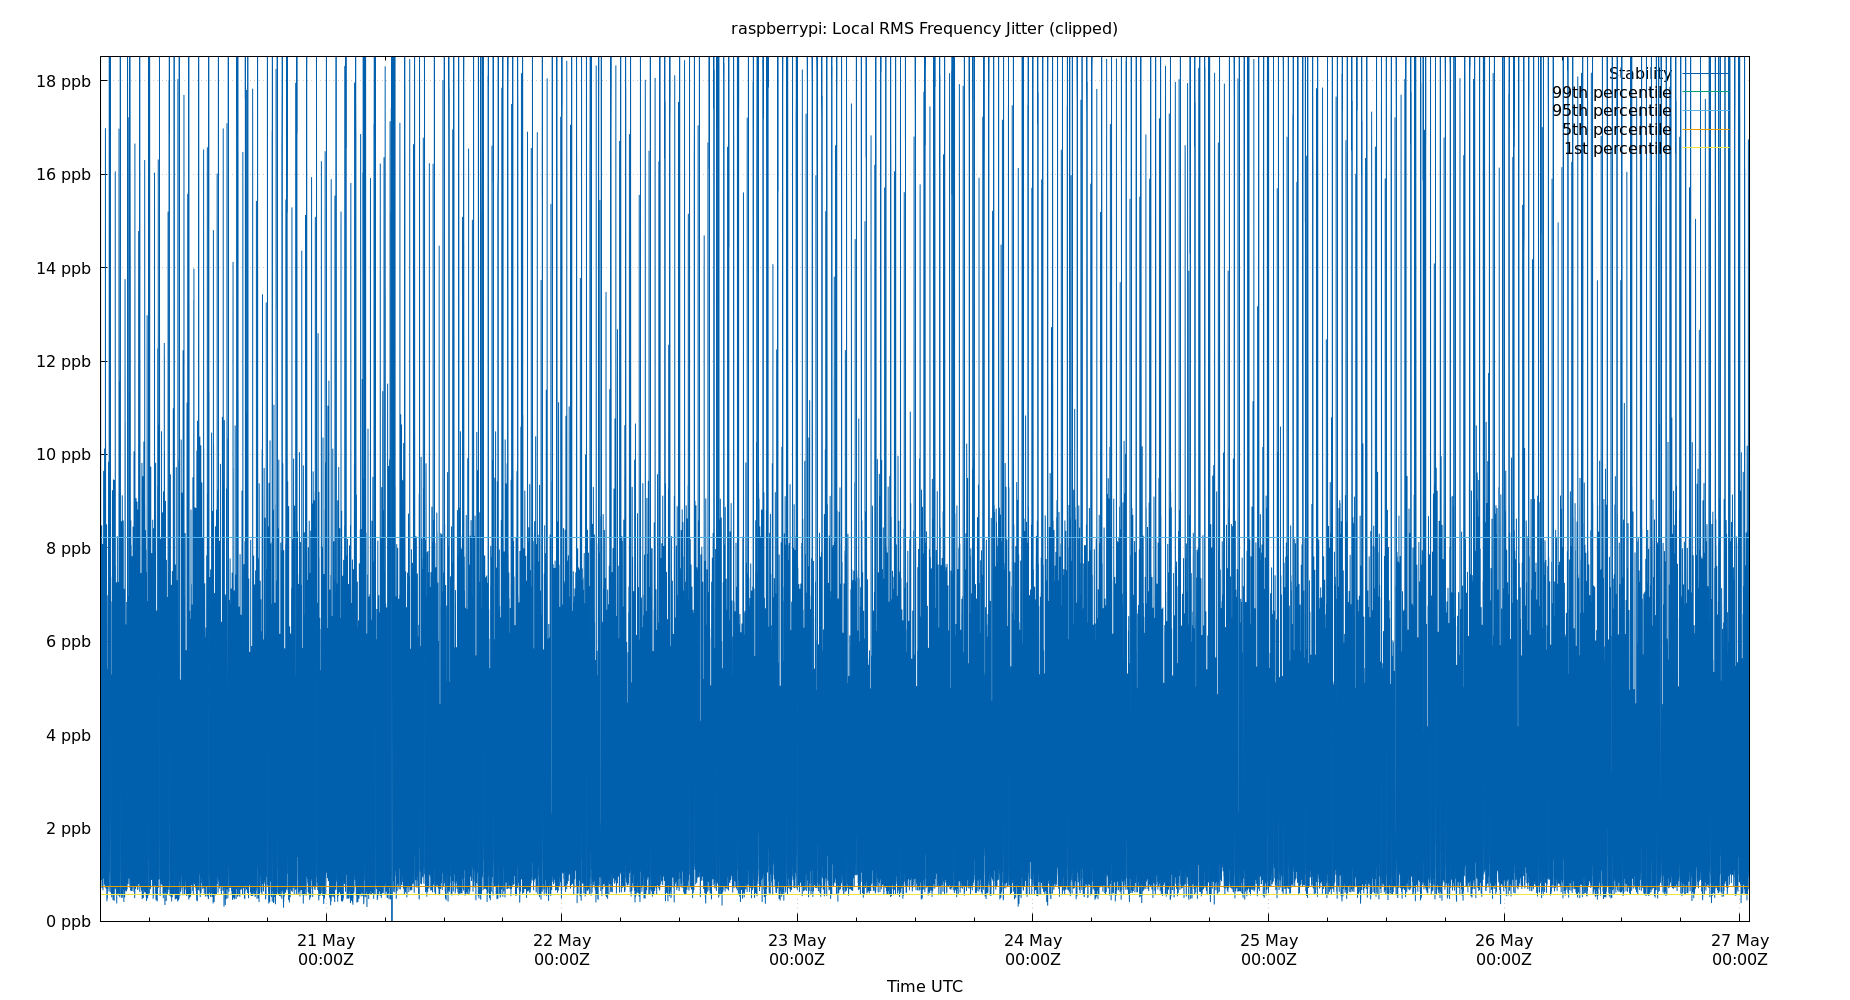 raspberrypi: Local RMS Frequency Jitter (clipped)
18 ppb
16 ppb
14 ppb
12 ppb
10 ppb
8 ppb
6 ppb
4 ppb
2 ppb
0 ppb
Stability
99th percentile
95th percentile
5th percentile
1st percentile
21 May
00:00Z
22 May
00:00Z
23 May
00:00Z
24 May
00:00Z
25 May
00:00Z
26 May
00:00Z
27 May
00:00Z
Time UTC